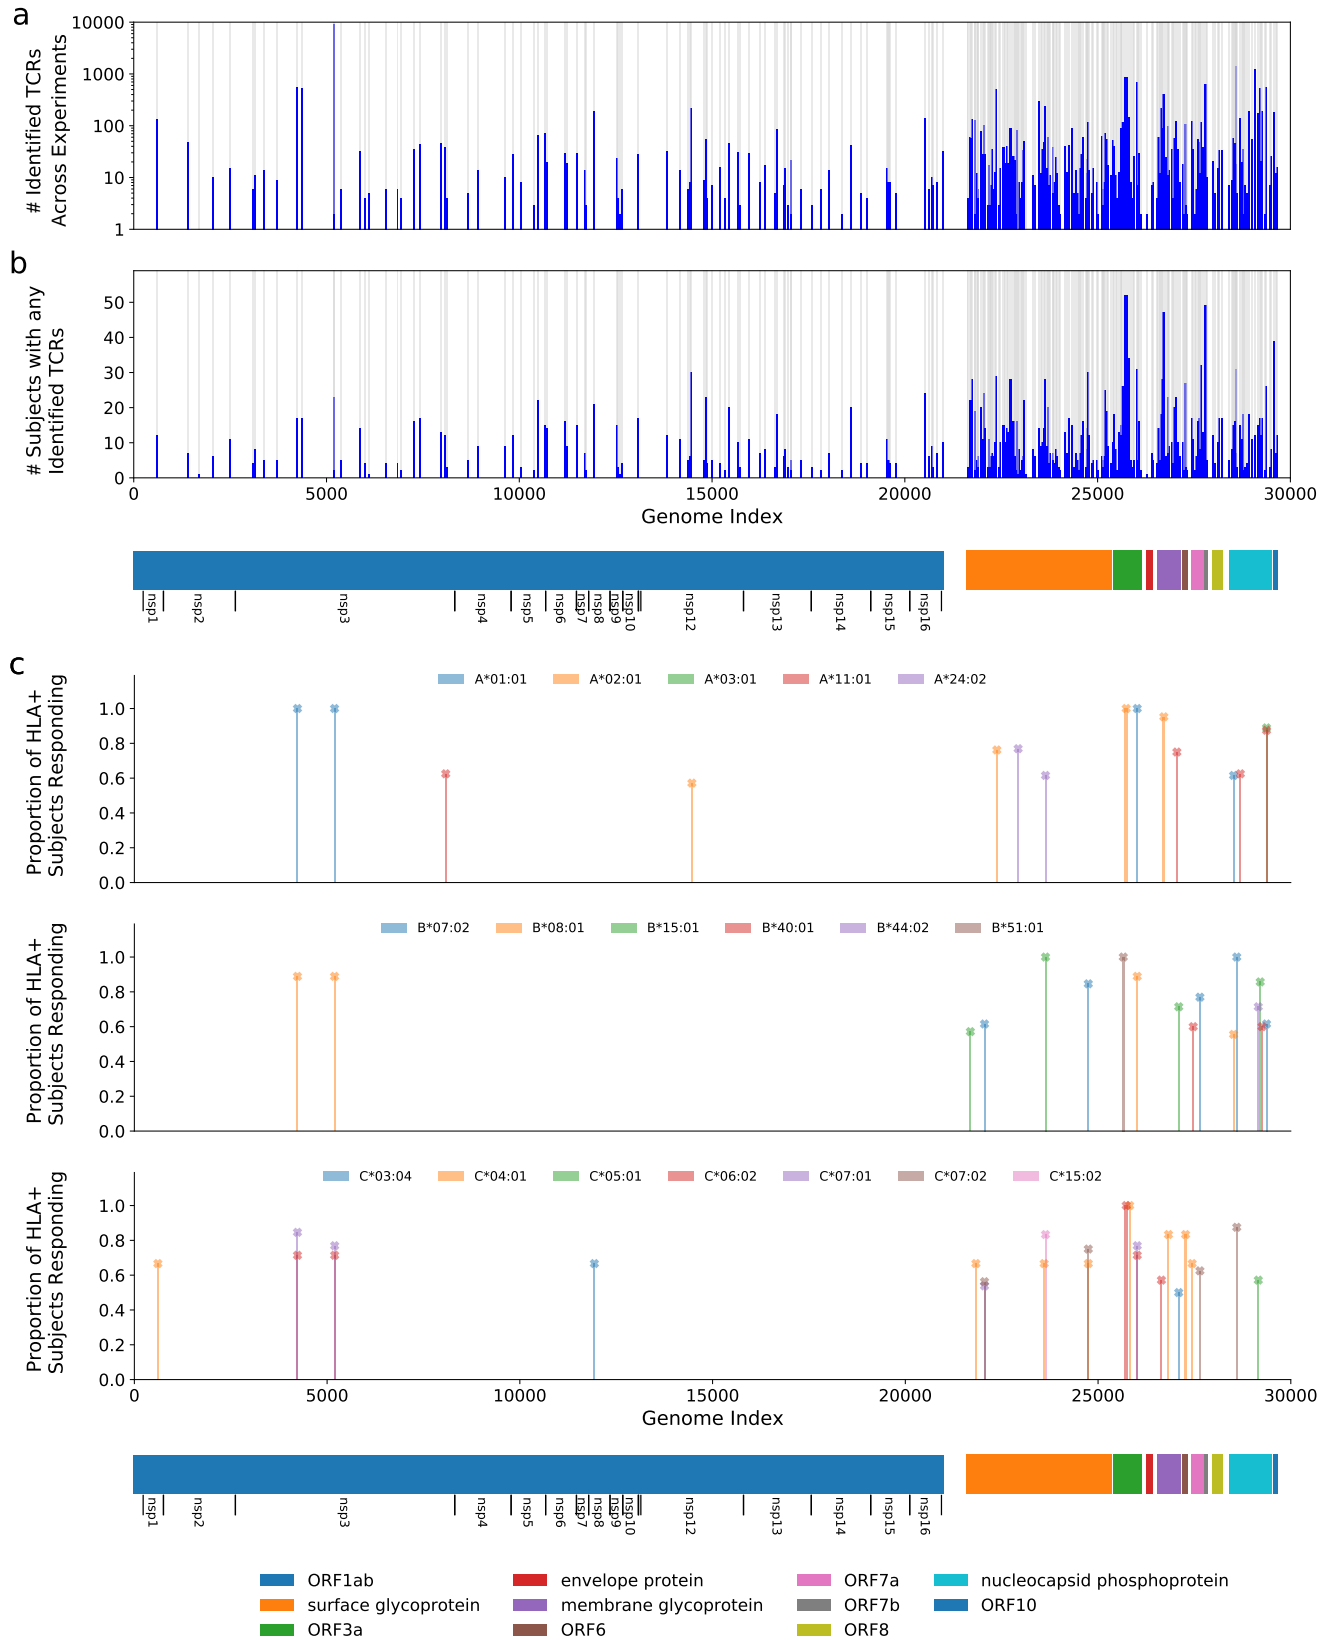 a
10000
1000
100
10
1
# Identified TCRs
Across Experiments
b
50
40
30
20
10
0
# Subjects with any
Identified TCRs
0 5000 10000 15000 20000 25000 30000
Genome Index
nsp1 nsp2 nsp3 nsp4 nsp5 nsp6 nsp7 nsp8 nsp9 nsp10 nsp12 nsp13 nsp14 nsp15 nsp16
c
A*01:01 A*02:01 A*03:01 A*11:01 A*24:02
1.0
0.8
0.6
0.4
0.2
0.0
Proportion of HLA+
Subjects Responding
B*07:02 B*08:01 B*15:01 B*40:01 B*44:02 B*51:01
1.0
0.8
0.6
0.4
0.2
0.0
Proportion of HLA+
Subjects Responding
C*03:04 C*04:01 C*05:01 C*06:02 C*07:01 C*07:02 C*15:02
1.0
0.8
0.6
0.4
0.2
0.0
Proportion of HLA+
Subjects Responding
0 5000 10000 15000 20000 25000 30000
Genome Index
nsp1 nsp2 nsp3 nsp4 nsp5 nsp6 nsp7 nsp8 nsp9 nsp10 nsp12 nsp13 nsp14 nsp15 nsp16
ORF1ab envelope protein ORF7a nucleocapsid phosphoprotein
surface glycoprotein membrane glycoprotein ORF7b ORF10
ORF3a ORF6 ORF8